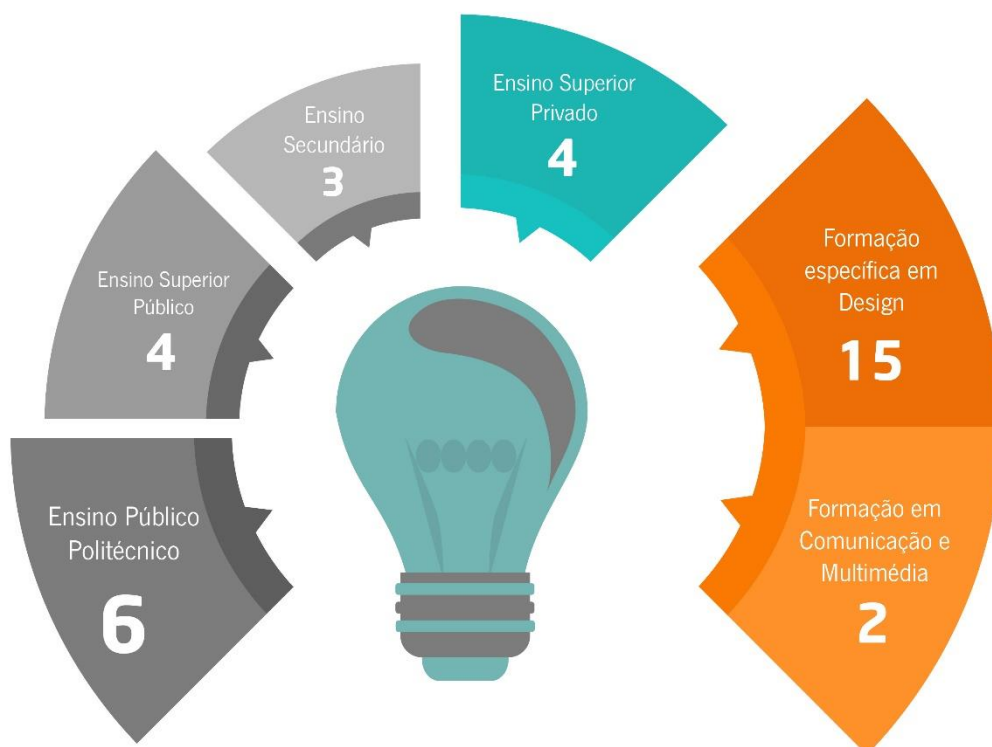 Ensino Superior
Privado
4
Ensino
Secundário
3
Ensino Superior
Público
4
Ensino Público
Politécnico
6
Formação
específica em
Design
15
Formação em
Comunicação e
Multimédia
2